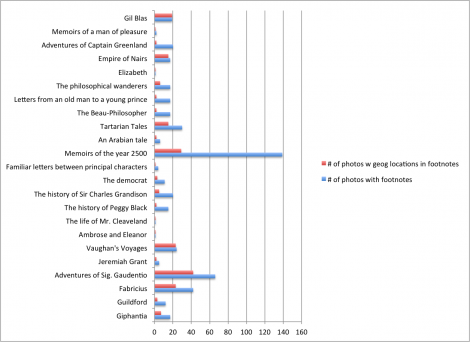 Gil Blas
Memoirs of a man of pleasure
Adventures of Captain Greenland
Empire of Nairs
Elizabeth
The philosophical wanderers
Letters from an old man to a young prince
The Beau-Philosopher
Tartarian Tales
An Arabian tale
Memoirs of the year 2500
Familiar letters between principal characters
The democrat
The history of Sir Charles Grandison
The history of Peggy Black
The life of Mr. Cleaveland
Ambrose and Eleanor
Vaughan's Voyages
Jeremiah Grant
Adventures of Sig. Gaudentio
Fabricius
Guildford
Giphantia
0 20 40 60 80 100 120 140 160
# of photos w geog locations in footnotes
# of photos with footnotes